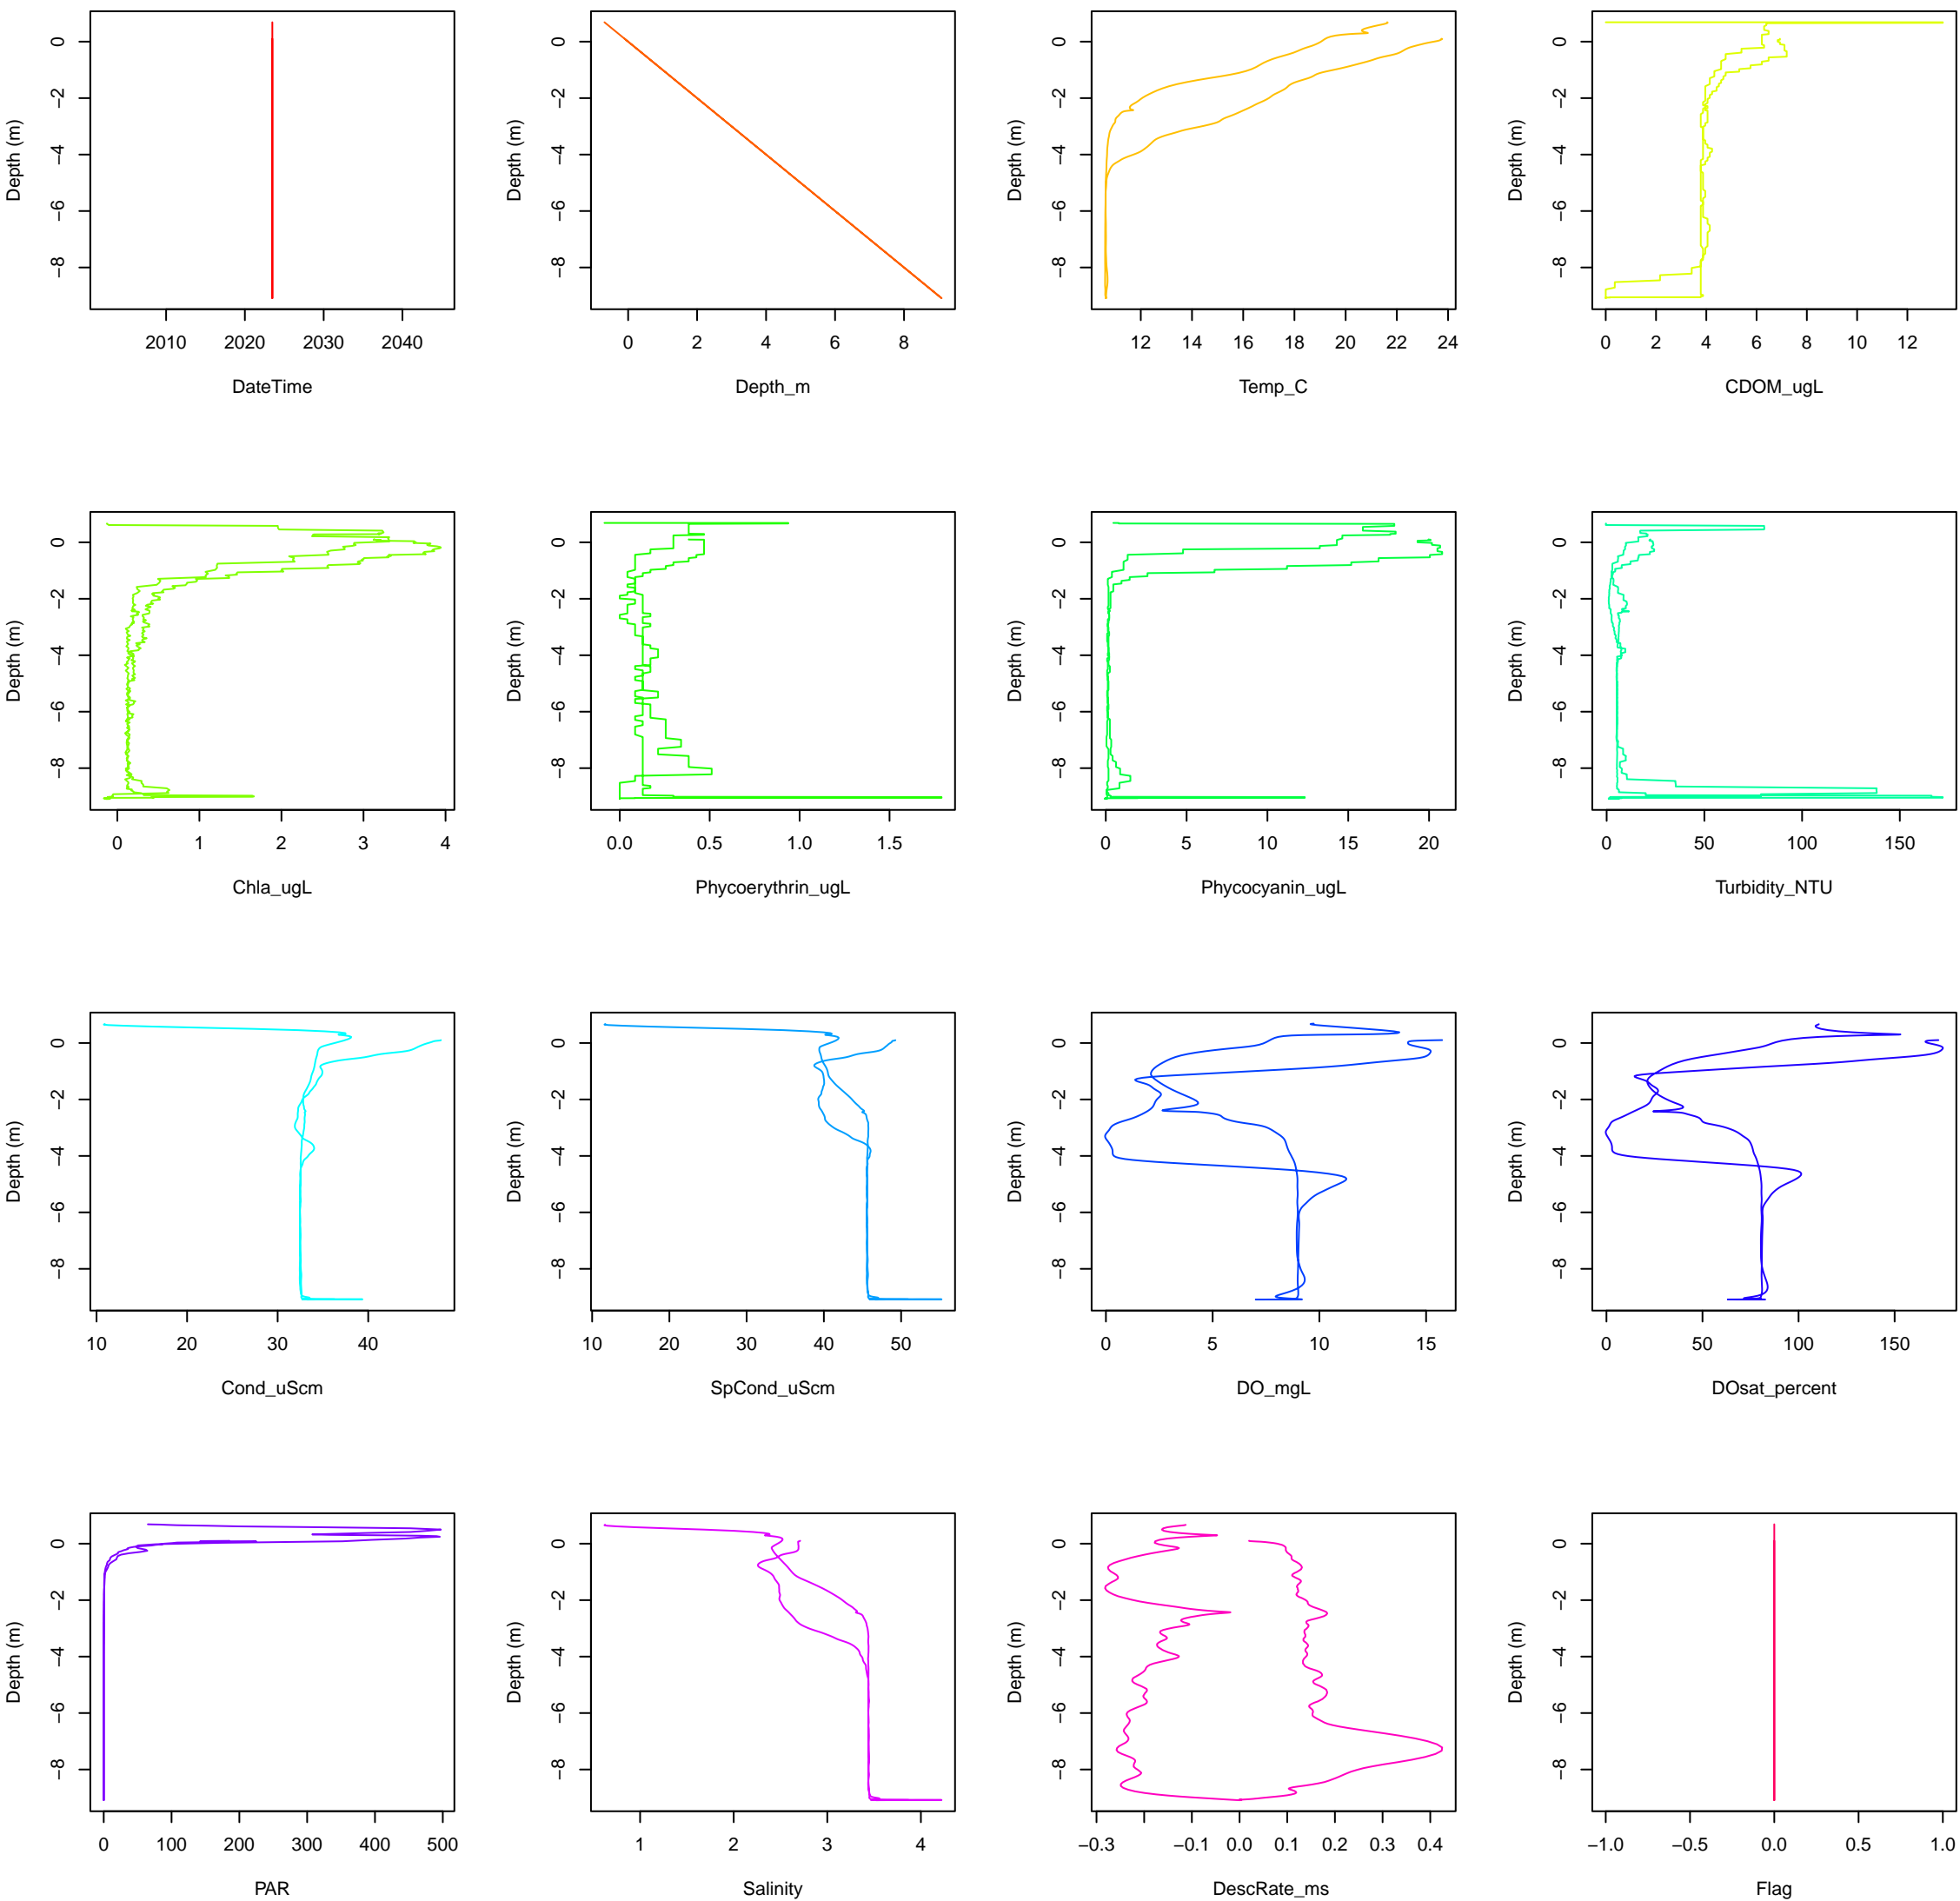 Depth (m)
0
−2
−4
−6
−8
2010 2020 2030 2040
DateTime
Depth (m)
0
−2
−4
−6
−8
0 2 4 6 8
Depth_m
Depth (m)
0
−2
−4
−6
−8
12 14 16 18 20 22 24
Temp_C
Depth (m)
0
−2
−4
−6
−8
0 2 4 6 8 10 12
CDOM_ugL
Depth (m)
0
−2
−4
−6
−8
0 1 2 3 4
Chla_ugL
Depth (m)
0
−2
−4
−6
−8
0.0 0.5 1.0 1.5
Phycoerythrin_ugL
Depth (m)
0
−2
−4
−6
−8
0 5 10 15 20
Phycocyanin_ugL
Depth (m)
0
−2
−4
−6
−8
0 50 100 150
Turbidity_NTU
Depth (m)
0
−2
−4
−6
−8
10 20 30 40
Cond_uScm
Depth (m)
0
−2
−4
−6
−8
10 20 30 40 50
SpCond_uScm
Depth (m)
0
−2
−4
−6
−8
0 5 10 15
DO_mgL
Depth (m)
0
−2
−4
−6
−8
0 50 100 150
DOsat_percent
Depth (m)
0
−2
−4
−6
−8
0 100 200 300 400 500
PAR
Depth (m)
0
−2
−4
−6
−8
1 2 3 4
Salinity
Depth (m)
0
−2
−4
−6
−8
−0.3 −0.1 0.0 0.1 0.2 0.3 0.4
DescRate_ms
Depth (m)
0
−2
−4
−6
−8
−1.0 −0.5 0.0 0.5 1.0
Flag